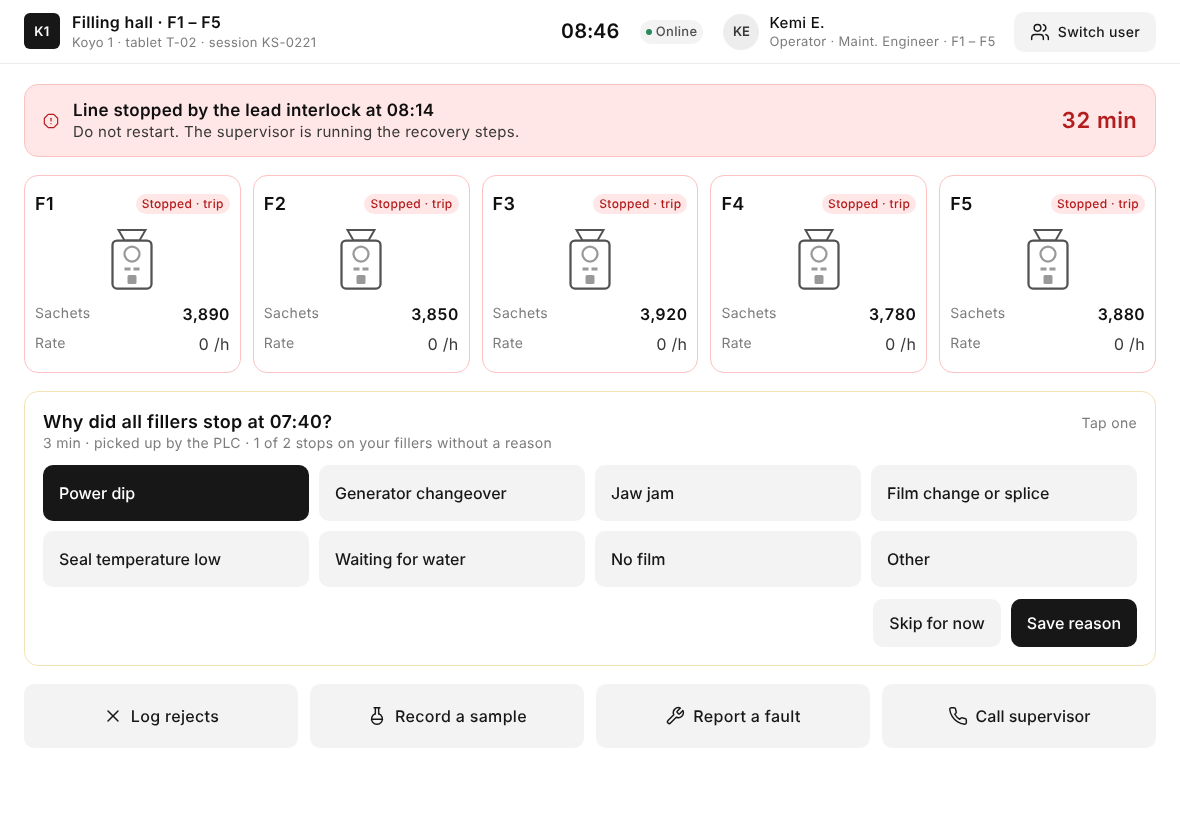 K1
Filling hall · F1 – F5
Koyo 1 · tablet T-02 · session KS-0221
08:46
Online
KE
Kemi E.
Operator · Maint. Engineer · F1 – F5
Switch user
Line stopped by the lead interlock at 08:14
Do not restart. The supervisor is running the recovery steps.
32 min
F1
Stopped · trip
Sachets
3,890
Rate
0 /h
F2
Stopped · trip
Sachets
3,850
Rate
0 /h
F3
Stopped · trip
Sachets
3,920
Rate
0 /h
F4
Stopped · trip
Sachets
3,780
Rate
0 /h
F5
Stopped · trip
Sachets
3,880
Rate
0 /h
Why did all fillers stop at 07:40?
3 min · picked up by the PLC · 1 of 2 stops on your fillers without a reason
Tap one
Power dip
Generator changeover
Jaw jam
Film change or splice
Seal temperature low
Waiting for water
No film
Other
Skip for now
Save reason
Log rejects
Record a sample
Report a fault
Call supervisor